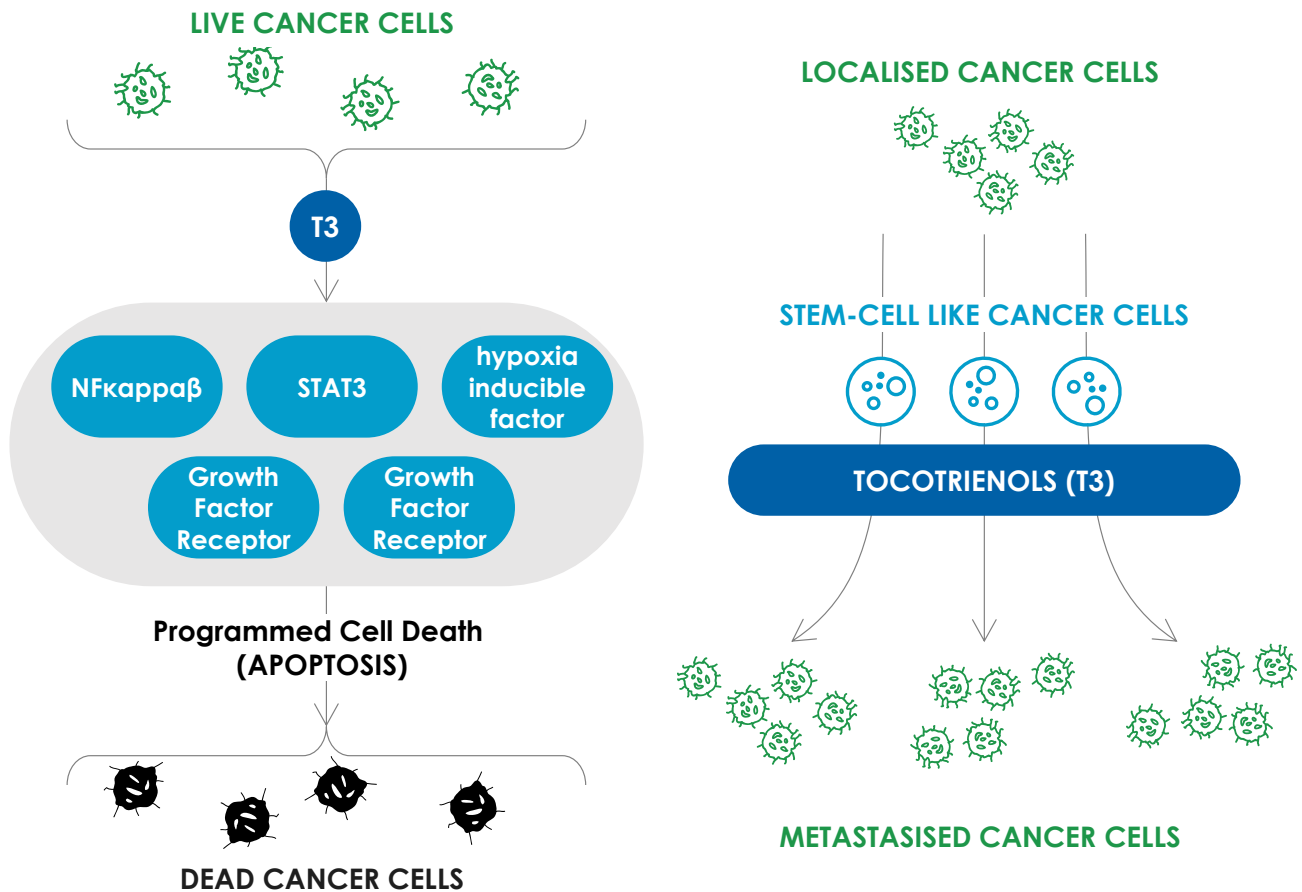 LIVE CANCER CELLS
T3
NFκappaβ
STAT3
hypoxia
inducible
factor
Growth
Factor
Receptor
Growth
Factor
Receptor
Programmed Cell Death
(APOPTOSIS)
DEAD CANCER CELLS
LOCALISED CANCER CELLS
STEM-CELL LIKE CANCER CELLS
TOCOTRIENOLS (T3)
METASTASISED CANCER CELLS